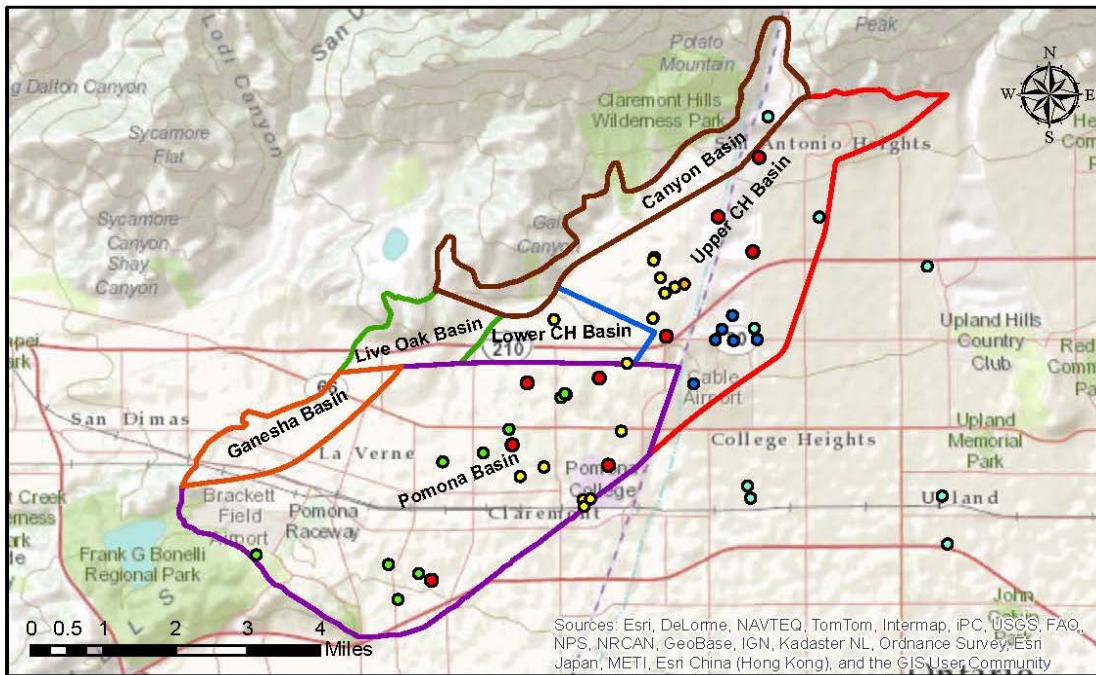 Lodi Canyon
San D
Potato
Mountain
Peak
N
W E
S
ng Dalton Canyon
Claremont Hills
Wilderness Park
Sycamore
Flat
Antonio Heights
Canyon Basin
Upper CH Basin
Sycamore
Canyon
Shay
Canyon
Canyon
Live Oak Basin
Lower CH Basin
210
Upland Hills
Country
Club
Cable
Airport
San Dimas
Ganesha Basin
La Verne
College Heights
Upland
Memorial
Park
Pomona Basin
Pomona
College
Brackett
Field
Airport
Pomona
Raceway
Claremont
Upland
Frank G Bonelli
Regional Park
John
Park
0 0.5 1 2 3 4
Miles
Sources: Esri, DeLorme, NAVTEQ, TomTom, Intermap, iPC, USGS, FAO,
NPS, NRCAN, GeoBase, IGN, Kadaster NL, Ordnance Survey, Esri
Japan, METI, Esri China (Hong Kong), and the GIS User Community
Ontario